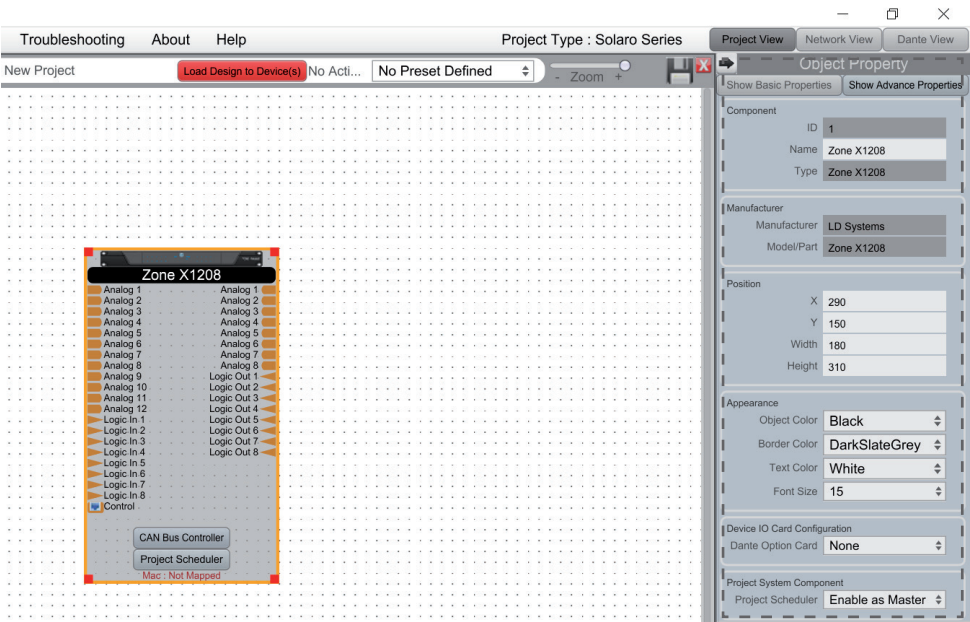 Troubleshooting About Help Project Type : Solaro Series Project View Network View Dante View
New Project Load Design to Device(s) No Acti... No Preset Defined - Zoom +
Object Property
Show Basic Properties Show Advance Properties
Component
ID 1
Name Zone X1208
Type Zone X1208
Manufacturer
Manufacturer LD Systems
Model/Part Zone X1208
Position
X 290
Y 150
Width 180
Height 310
Appearance
Object Color Black
Border Color DarkSlateGrey
Text Color White
Font Size 15
Device IO Card Configuration
Dante Option Card None
Project System Component
Project Scheduler Enable as Master
Zone X1208
Analog 1 Analog 1
Analog 2 Analog 2
Analog 3 Analog 3
Analog 4 Analog 4
Analog 5 Analog 5
Analog 6 Analog 6
Analog 7 Analog 7
Analog 8 Analog 8
Analog 9 Logic Out 1
Analog 10 Logic Out 2
Analog 11 Logic Out 3
Analog 12 Logic Out 4
Logic In 1 Logic Out 5
Logic In 2 Logic Out 6
Logic In 3 Logic Out 7
Logic In 4 Logic Out 8
Logic In 5
Logic In 6
Logic In 7
Logic In 8
Control
CAN Bus Controller
Project Scheduler
Mac : Not Mapped